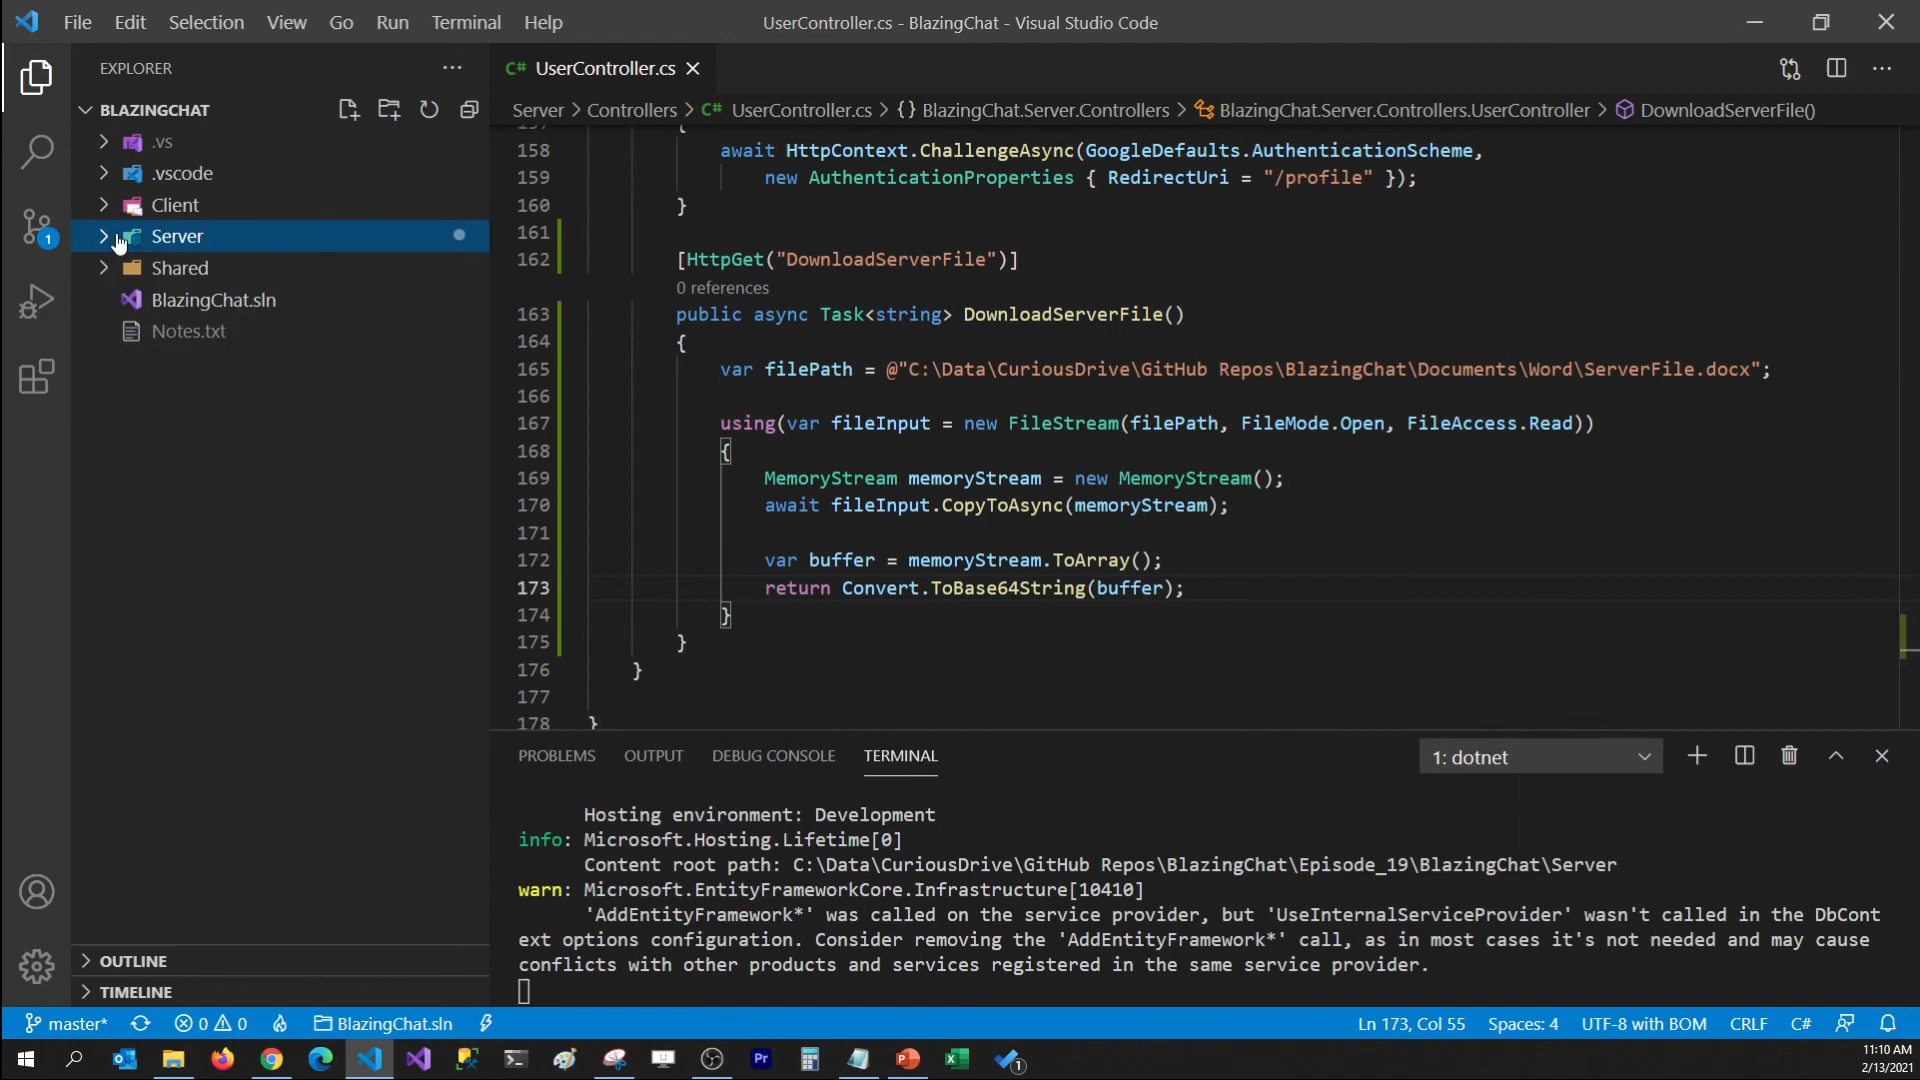 File Edit Selection View Go Run Terminal Help
UserController.cs - BlazingChat - Visual Studio Code
EXPLORER
BLAZINGCHAT
.vs
.vscode
Client
Server
Shared
BlazingChat.sln
Notes.txt
OUTLINE
TIMELINE
1
C# UserController.cs
Server > Controllers > C# UserController.cs > {} BlazingChat.Server.Controllers > BlazingChat.Server.Controllers.UserController > DownloadServerFile()
157 {
158 await HttpContext.ChallengeAsync(GoogleDefaults.AuthenticationScheme,
159 new AuthenticationProperties { RedirectUri = "/profile" });
160 }
161
162 [HttpGet("DownloadServerFile")]
0 references
163 public async Task<string> DownloadServerFile()
164 {
165 var filePath = @"C:\Data\CuriousDrive\GitHub Repos\BlazingChat\Documents\Word\ServerFile.docx";
166
167 using(var fileInput = new FileStream(filePath, FileMode.Open, FileAccess.Read))
168 {
169 MemoryStream memoryStream = new MemoryStream();
170 await fileInput.CopyToAsync(memoryStream);
171
172 var buffer = memoryStream.ToArray();
173 return Convert.ToBase64String(buffer);
174 }
175 }
176 }
177
178 }
PROBLEMS OUTPUT DEBUG CONSOLE TERMINAL
1: dotnet
Hosting environment: Development
info: Microsoft.Hosting.Lifetime[0]
Content root path: C:\Data\CuriousDrive\GitHub Repos\BlazingChat\Episode_19\BlazingChat\Server
warn: Microsoft.EntityFrameworkCore.Infrastructure[10410]
'AddEntityFramework*' was called on the service provider, but 'UseInternalServiceProvider' wasn't called in the DbCont
ext options configuration. Consider removing the 'AddEntityFramework*' call, as in most cases it's not needed and may cause
conflicts with other products and services registered in the same service provider.
master* 0 0 BlazingChat.sln
Ln 173, Col 55 Spaces: 4 UTF-8 with BOM CRLF C#
Pr
1
11:10 AM
2/13/2021